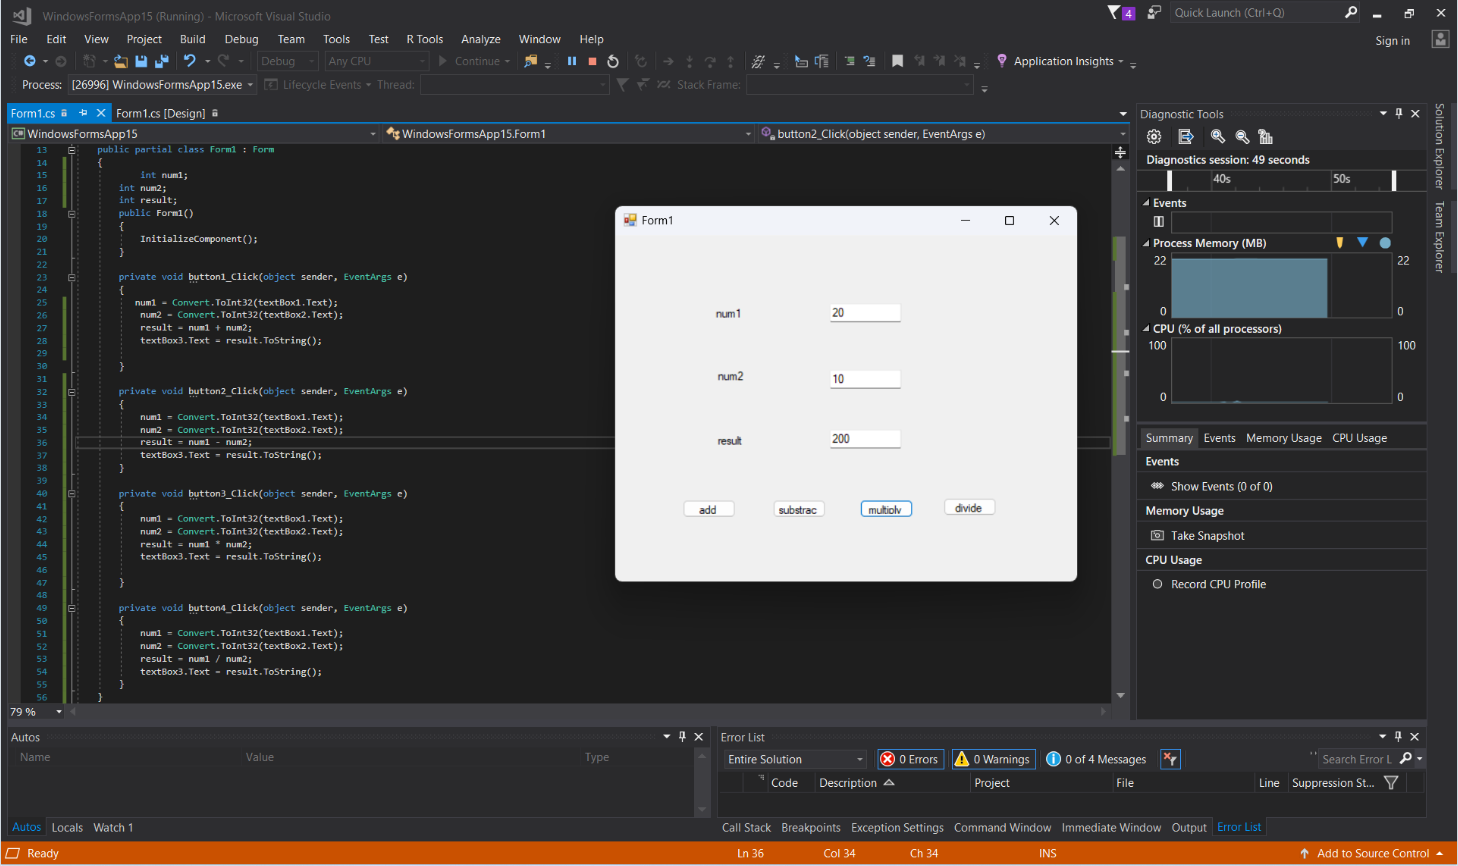 WindowsFormsApp15 (Running) - Microsoft Visual Studio
4
Quick Launch (Ctrl+Q)
File Edit View Project Build Debug Team Tools Test R Tools Analyze Window Help
Sign in
Debug Any CPU Continue Application Insights
Process: [26996] WindowsFormsApp15.exe Lifecycle Events Thread: Stack Frame:
Form1.cs Form1.cs [Design]
WindowsFormsApp15 WindowsFormsApp15.Form1 button2_Click(object sender, EventArgs e)
13 public partial class Form1 : Form
14 {
15 int num1;
16 int num2;
17 int result;
18 public Form1()
19 {
20 InitializeComponent();
21 }
22
23 private void button1_Click(object sender, EventArgs e)
24 {
25 num1 = Convert.ToInt32(textBox1.Text);
26 num2 = Convert.ToInt32(textBox2.Text);
27 result = num1 + num2;
28 textBox3.Text = result.ToString();
29
30 }
31
32 private void button2_Click(object sender, EventArgs e)
33 {
34 num1 = Convert.ToInt32(textBox1.Text);
35 num2 = Convert.ToInt32(textBox2.Text);
36 result = num1 - num2;
37 textBox3.Text = result.ToString();
38 }
39
40 private void button3_Click(object sender, EventArgs e)
41 {
42 num1 = Convert.ToInt32(textBox1.Text);
43 num2 = Convert.ToInt32(textBox2.Text);
44 result = num1 * num2;
45 textBox3.Text = result.ToString();
46
47 }
48
49 private void button4_Click(object sender, EventArgs e)
50 {
51 num1 = Convert.ToInt32(textBox1.Text);
52 num2 = Convert.ToInt32(textBox2.Text);
53 result = num1 / num2;
54 textBox3.Text = result.ToString();
55 }
56 }
79 %
Form1
num1 20
num2 10
result 200
add substrac multiply divide
Diagnostic Tools
Diagnostics session: 49 seconds
40s 50s
Events
Process Memory (MB)
22 22
0 0
CPU (% of all processors)
100 100
0 0
Summary Events Memory Usage CPU Usage
Events
Show Events (0 of 0)
Memory Usage
Take Snapshot
CPU Usage
Record CPU Profile
Solution Explorer
Team Explorer
Autos
Name Value Type
Autos Locals Watch 1
Error List
Entire Solution 0 Errors 0 Warnings 0 of 4 Messages Search Error L
Code Description Project File Line Suppression St...
Call Stack Breakpoints Exception Settings Command Window Immediate Window Output Error List
Ready Ln 36 Col 34 Ch 34 INS Add to Source Control